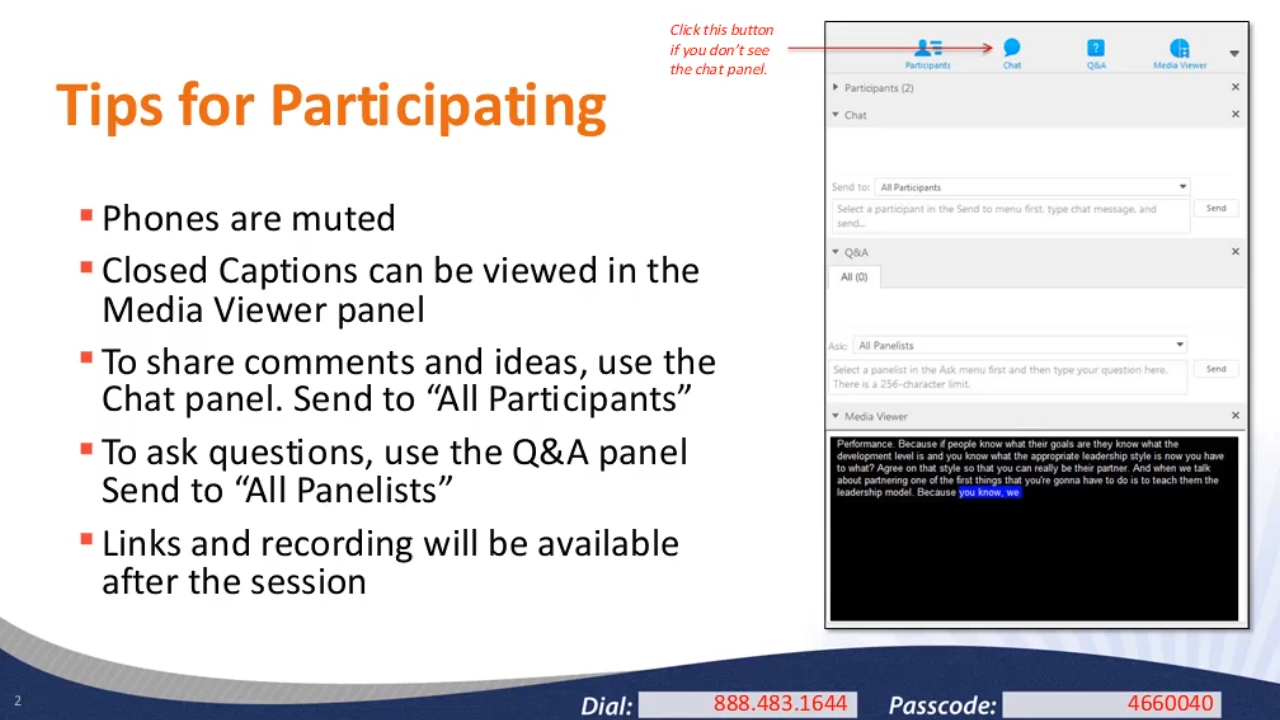 Click this button
if you don't see
the chat panel.
Tips for Participating
Phones are muted
Closed Captions can be viewed in the
Media Viewer panel
To share comments and ideas, use the
Chat panel. Send to “All Participants”
To ask questions, use the Q&A panel
Send to “All Panelists”
Links and recording will be available
after the session
Participants
Chat
?
Q&A
Media Viewer
Participants (2)
Chat
Send to: All Participants
Select a participant in the Send to menu first, type chat message, and
send...
Send
Q&A
All (0)
Ask: All Panelists
Select a panelist in the Ask menu first and then type your question here.
There is a 256-character limit.
Send
Media Viewer
Performance. Because if people know what their goals are they know what the
development level is and you know what the appropriate leadership style is now you have
to what? Agree on that style so that you can really be their partner. And when we talk
about partnering one of the first things that you're gonna have to do is to teach them the
leadership model. Because you know, we
2
Dial: 888.483.1644 Passcode: 4660040